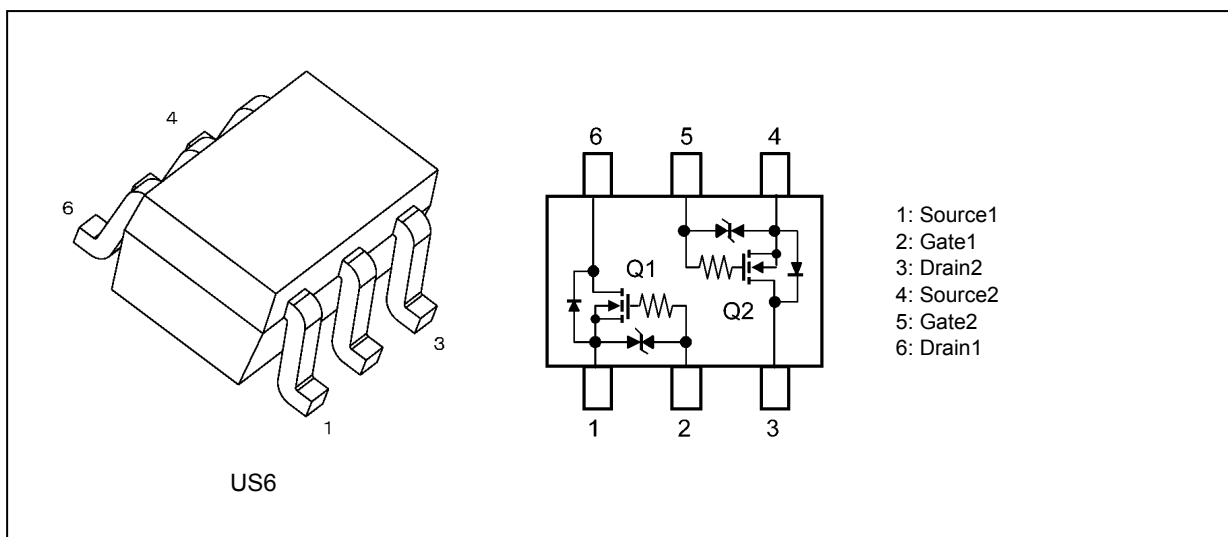 4
6
3
1
US6
6 5 4
Q1
Q2
1 2 3
1: Source1
2: Gate1
3: Drain2
4: Source2
5: Gate2
6: Drain1